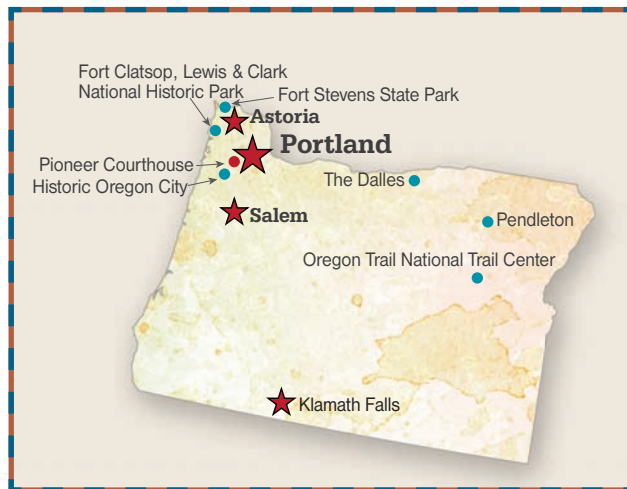 Fort Clatsop, Lewis & Clark
National Historic Park
Fort Stevens State Park
Astoria
Portland
Pioneer Courthouse
Historic Oregon City
The Dalles
Salem
Pendleton
Oregon Trail National Trail Center
Klamath Falls